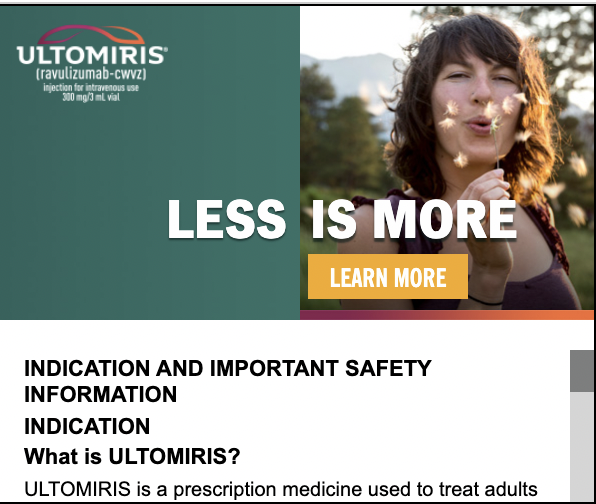 ULTOMIRIS®
(ravulizumab-cwvz)
injection for intravenous use
300 mg/3 mL vial
LESS IS MORE
LEARN MORE
INDICATION AND IMPORTANT SAFETY
INFORMATION
INDICATION
What is ULTOMIRIS?
ULTOMIRIS is a prescription medicine used to treat adults